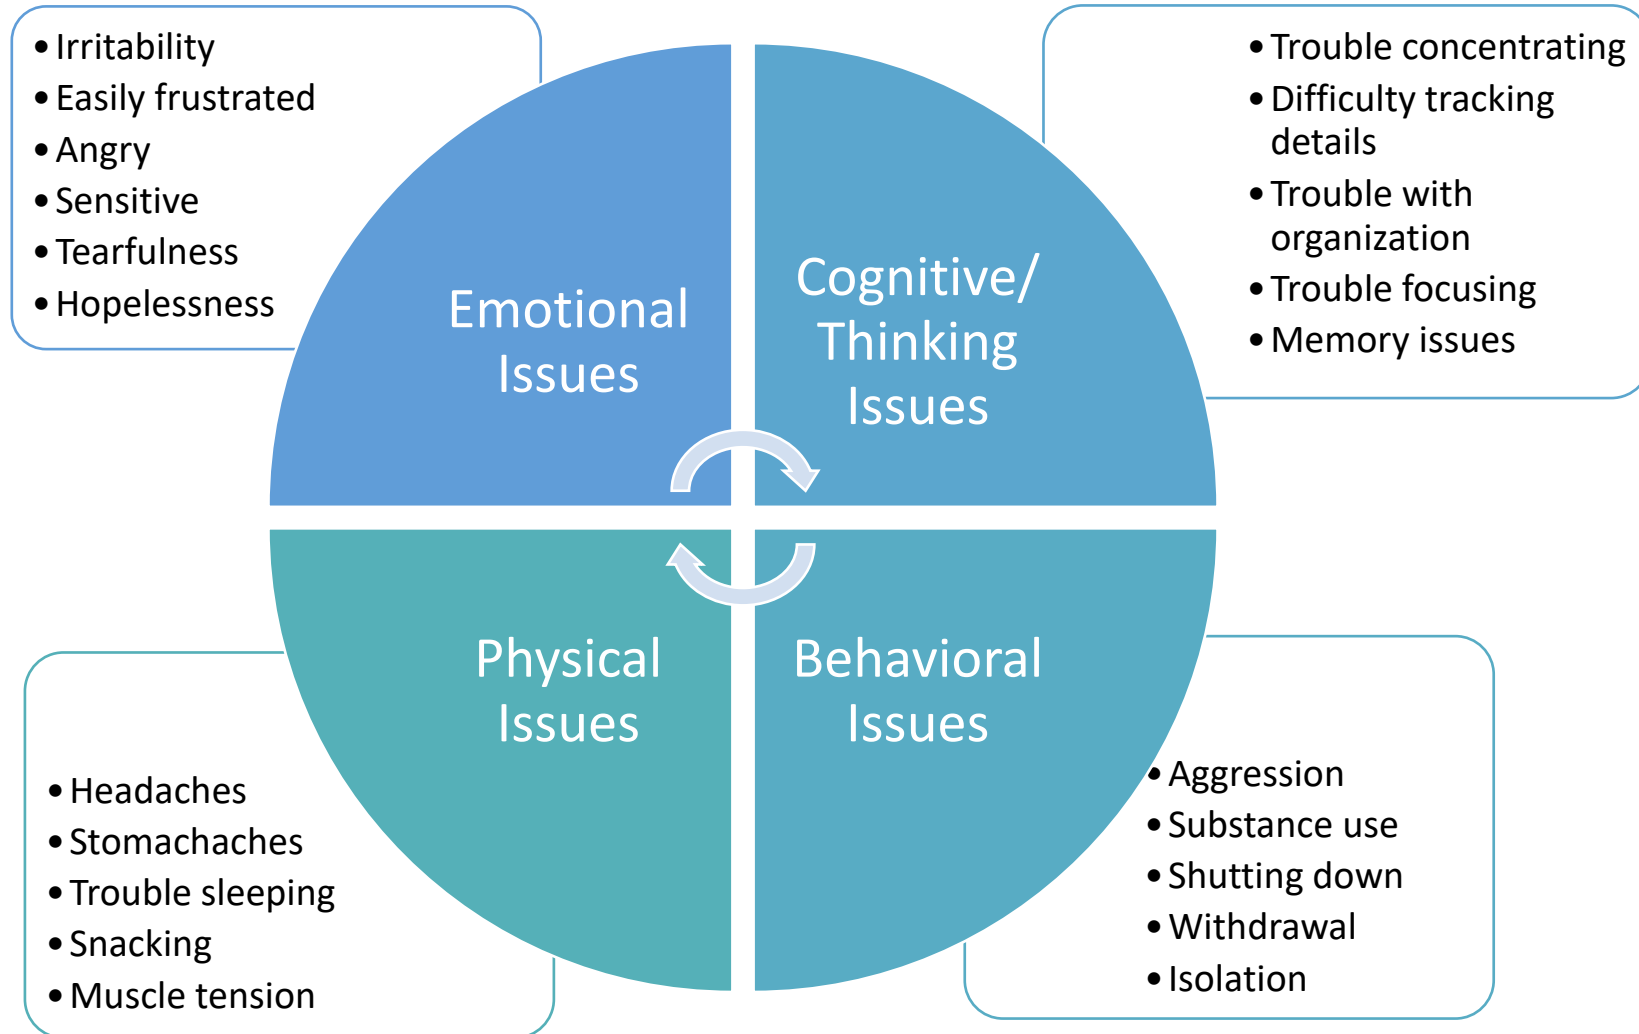 • Irritability
• Easily frustrated
• Angry
• Sensitive
• Tearfulness
• Hopelessness
Emotional
Issues
• Trouble concentrating
• Difficulty tracking
details
• Trouble with
organization
• Trouble focusing
• Memory issues
Cognitive/
Thinking
Issues
Physical
Issues
• Headaches
• Stomachaches
• Trouble sleeping
• Snacking
• Muscle tension
Behavioral
Issues
• Aggression
• Substance use
• Shutting down
• Withdrawal
• Isolation